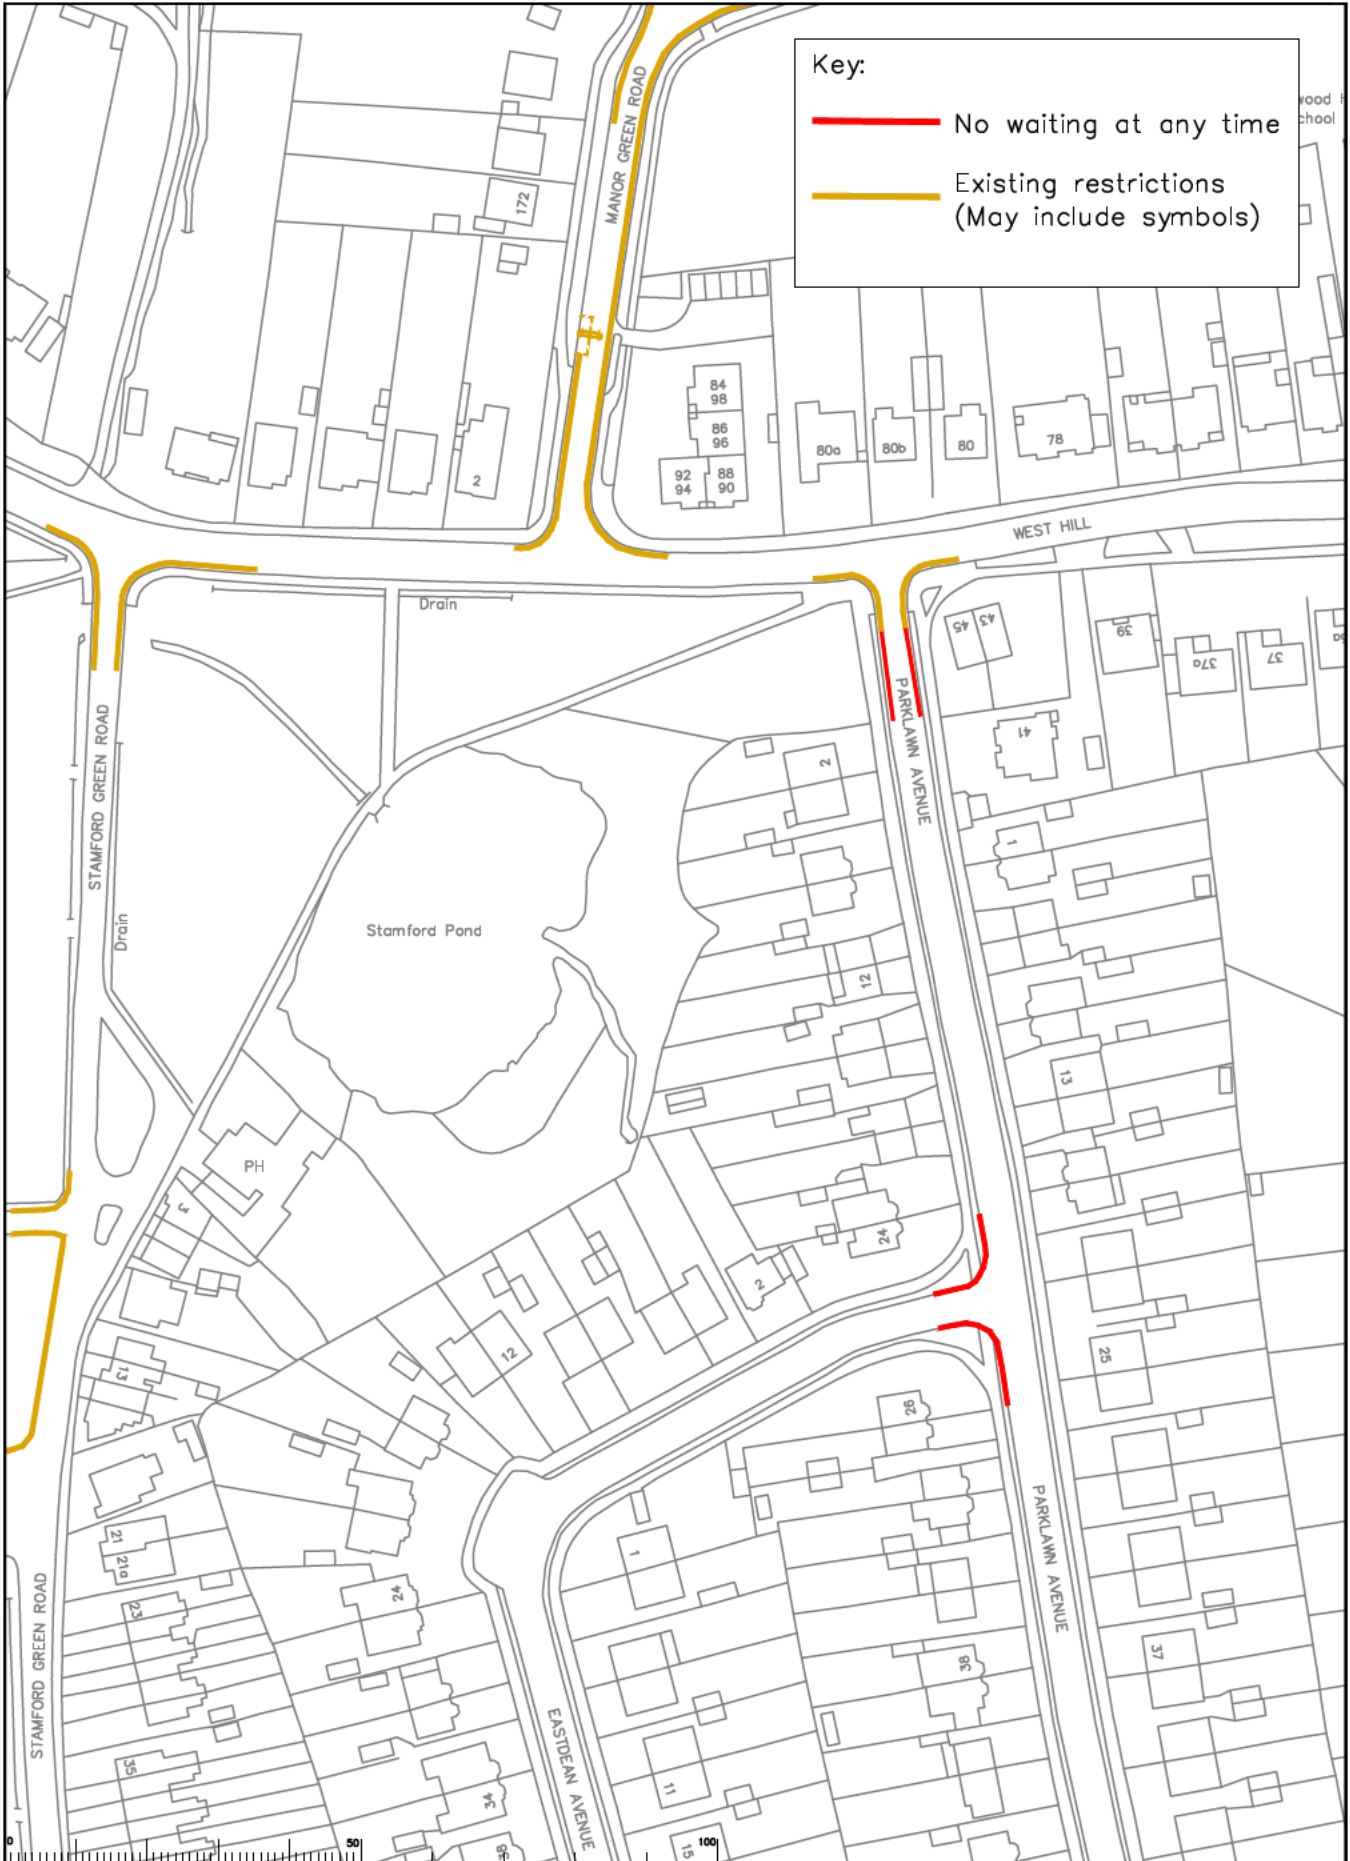 Key:
No waiting at any time
Existing restrictions
(May include symbols)
chool
MANOR GREEN ROAD
172
2
84
98
86
96
92
94
88
90
80a
80b
80
78
WEST HILL
Drain
45
43
39
37a
37
STAMFORD GREEN ROAD
Drain
PARKLAWN AVENUE
41
2
1
Stamford Pond
12
13
PH
3
24
2
12
13
25
26
21
21a
23
1
24
PARKLAWN AVENUE
37
38
STAMFORD GREEN ROAD
EASTDEAN AVENUE
35
34
11
15
0
50
100